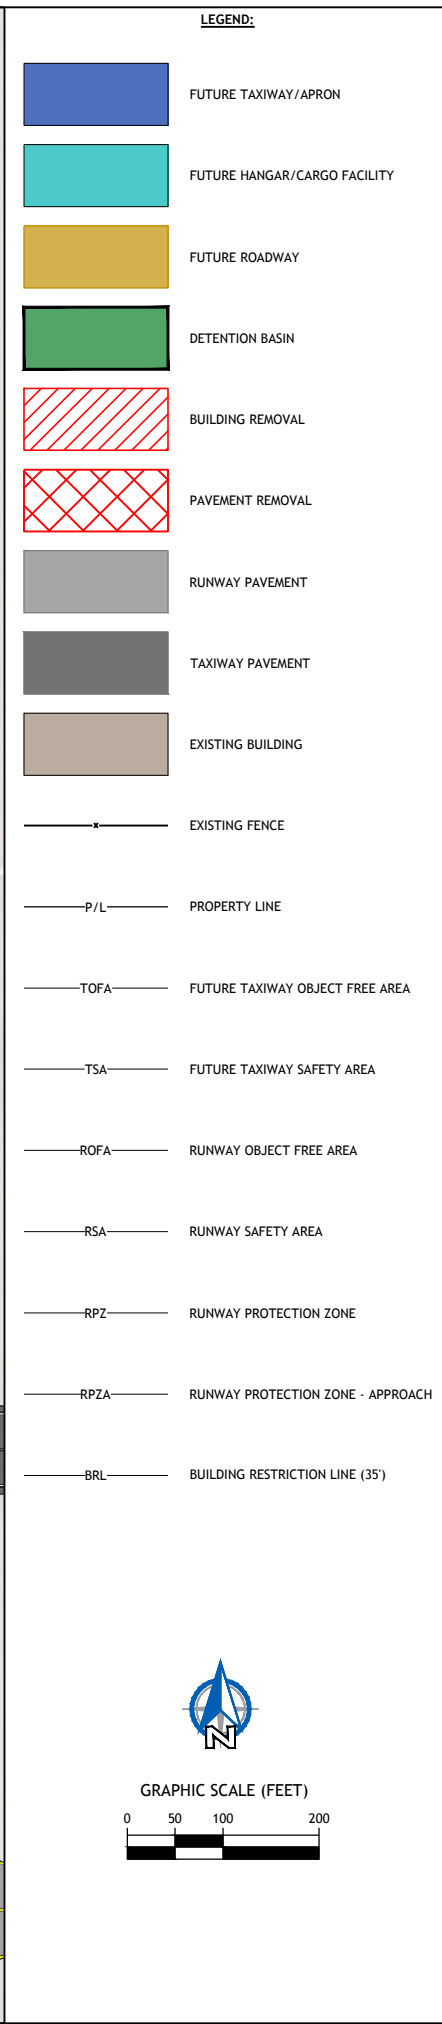 LEGEND:
FUTURE TAXIWAY/APRON
FUTURE HANGAR/CARGO FACILITY
FUTURE ROADWAY
DETENTION BASIN
BUILDING REMOVAL
PAVEMENT REMOVAL
RUNWAY PAVEMENT
TAXIWAY PAVEMENT
EXISTING BUILDING
x EXISTING FENCE
P/L PROPERTY LINE
TOFA FUTURE TAXIWAY OBJECT FREE AREA
TSA FUTURE TAXIWAY SAFETY AREA
ROFA RUNWAY OBJECT FREE AREA
RSA RUNWAY SAFETY AREA
RPZ RUNWAY PROTECTION ZONE
RPZA RUNWAY PROTECTION ZONE - APPROACH
BRL BUILDING RESTRICTION LINE (35')
N
GRAPHIC SCALE (FEET)
0 50 100 200